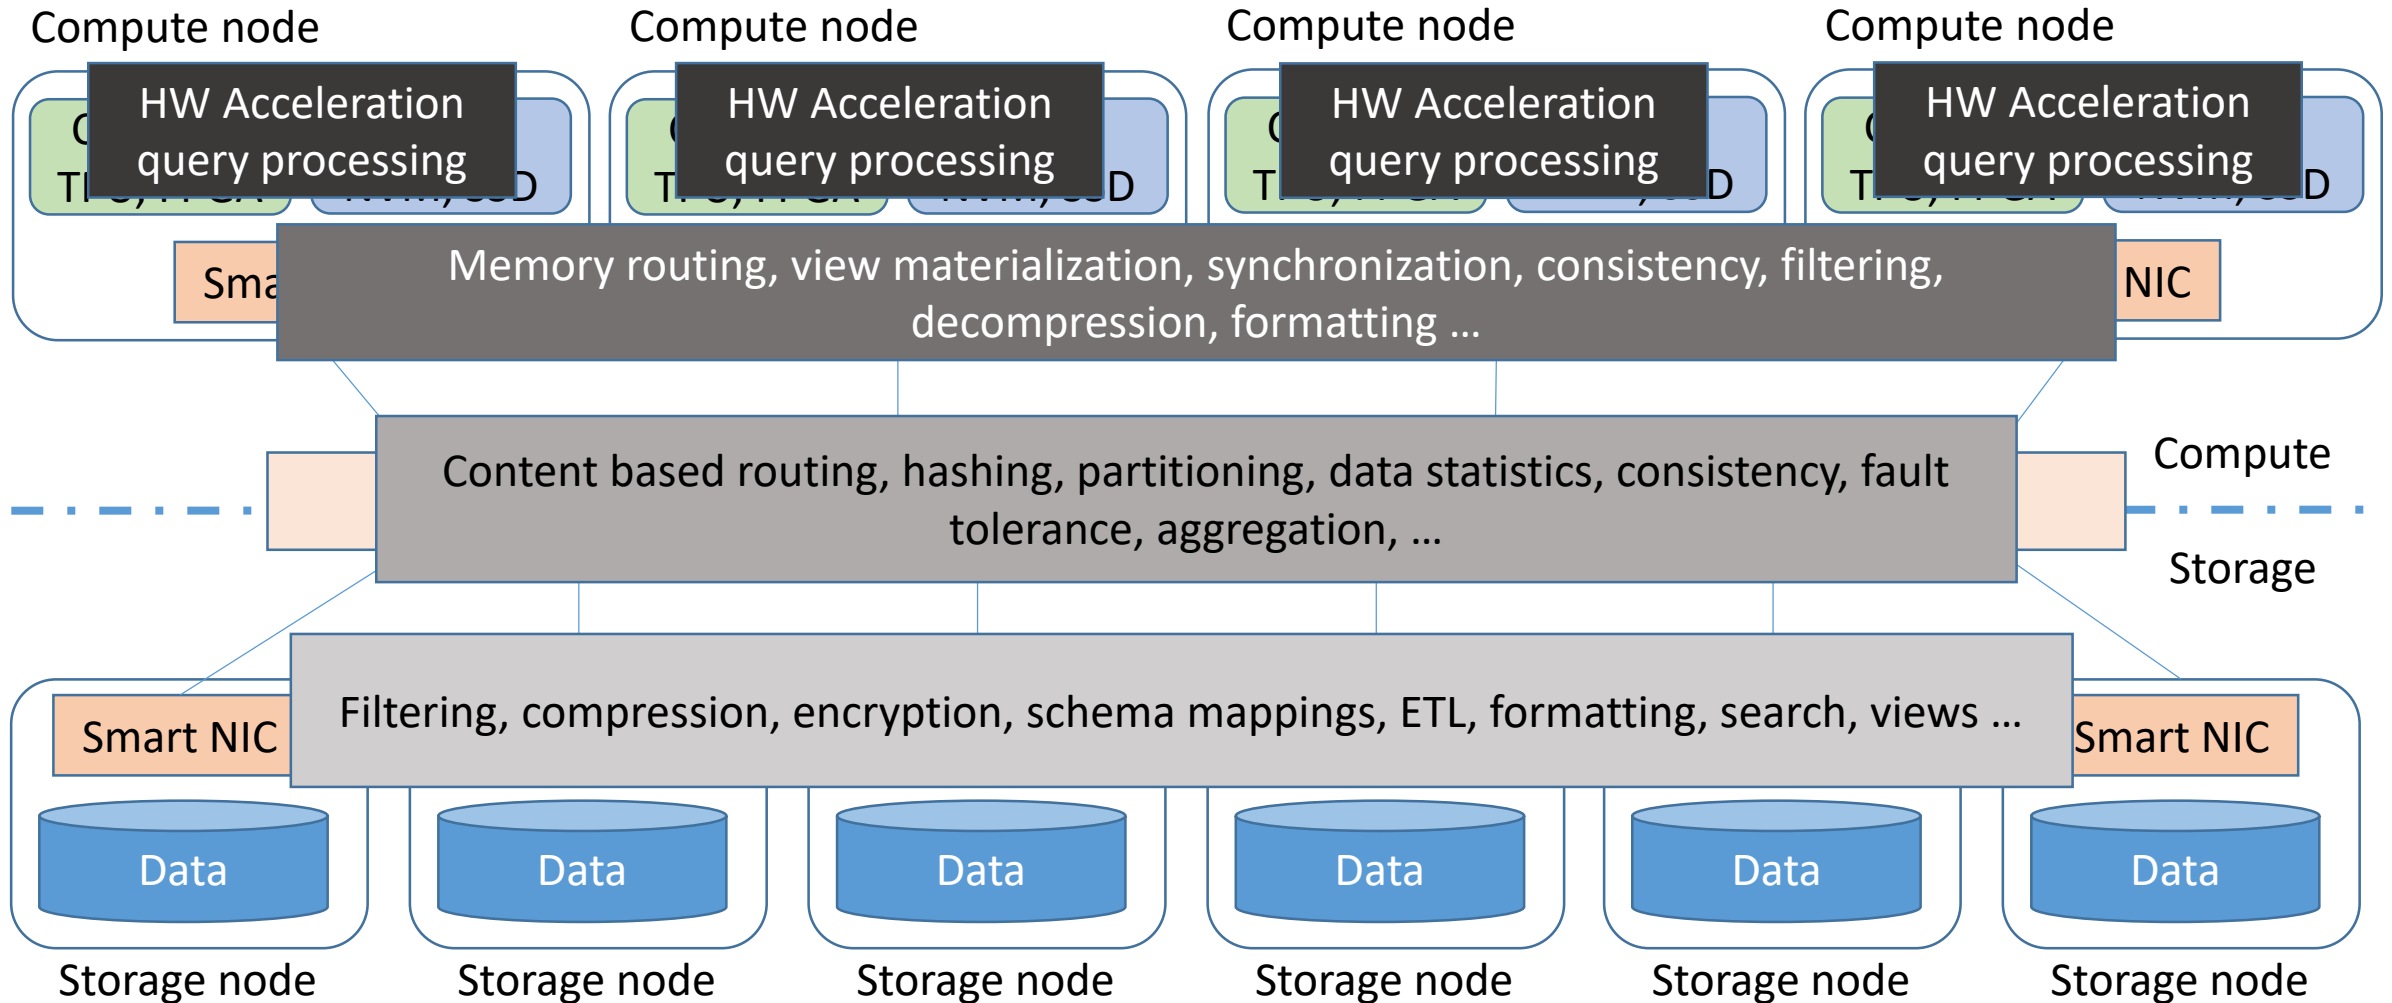 Compute node
Compute node
Compute node
Compute node
HW Acceleration
query processing
HW Acceleration
query processing
HW Acceleration
query processing
HW Acceleration
query processing
Memory routing, view materialization, synchronization, consistency, filtering,
decompression, formatting ...
NIC
Content based routing, hashing, partitioning, data statistics, consistency, fault
tolerance, aggregation, ...
Compute
Storage
Smart NIC
Filtering, compression, encryption, schema mappings, ETL, formatting, search, views ...
Smart NIC
Data
Data
Data
Data
Data
Data
Storage node
Storage node
Storage node
Storage node
Storage node
Storage node